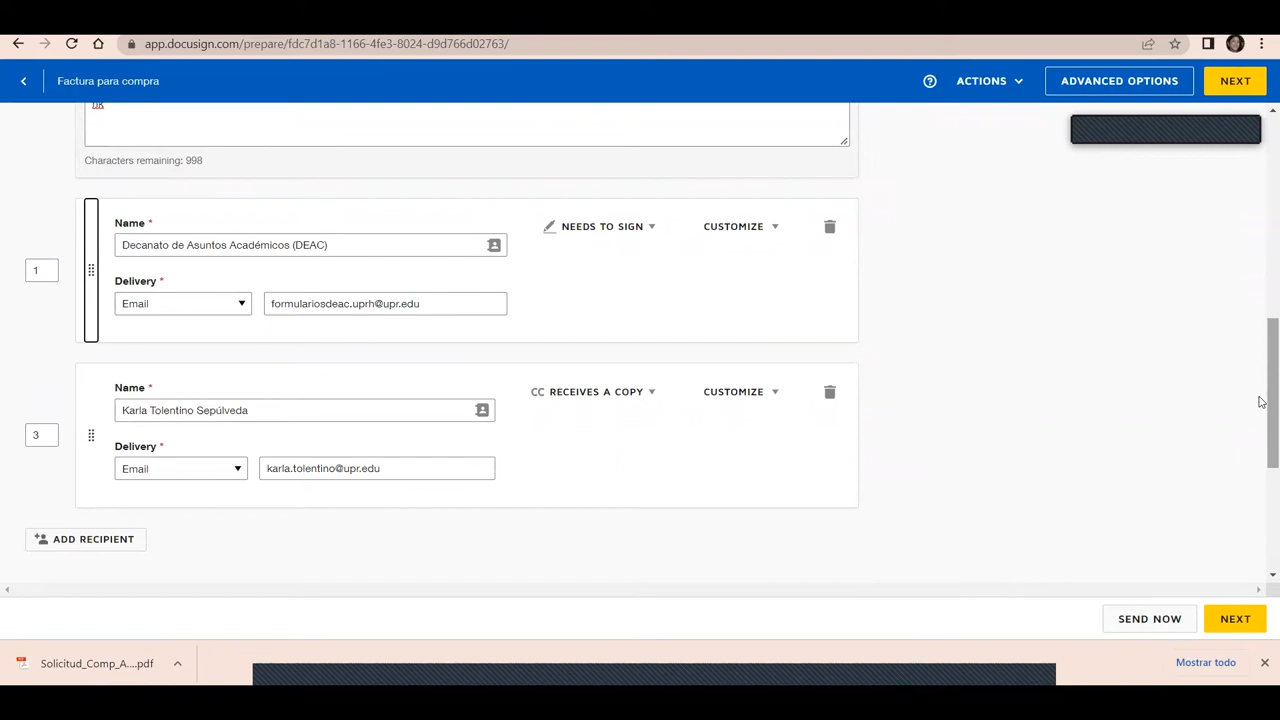 app.docusign.com/prepare/fdc7d1a8-1166-4fe3-8024-d9d766d02763/
Factura para compra
ACTIONS
ADVANCED OPTIONS
NEXT
Characters remaining: 998
Name *
NEEDS TO SIGN
CUSTOMIZE
Decanato de Asuntos Académicos (DEAC)
1
Delivery *
Email
formulariosdeac.uprh@upr.edu
Name *
CC RECEIVES A COPY
CUSTOMIZE
Karla Tolentino Sepúlveda
3
Delivery *
Email
karla.tolentino@upr.edu
ADD RECIPIENT
SEND NOW
NEXT
Solicitud_Comp_A....pdf
Mostrar todo